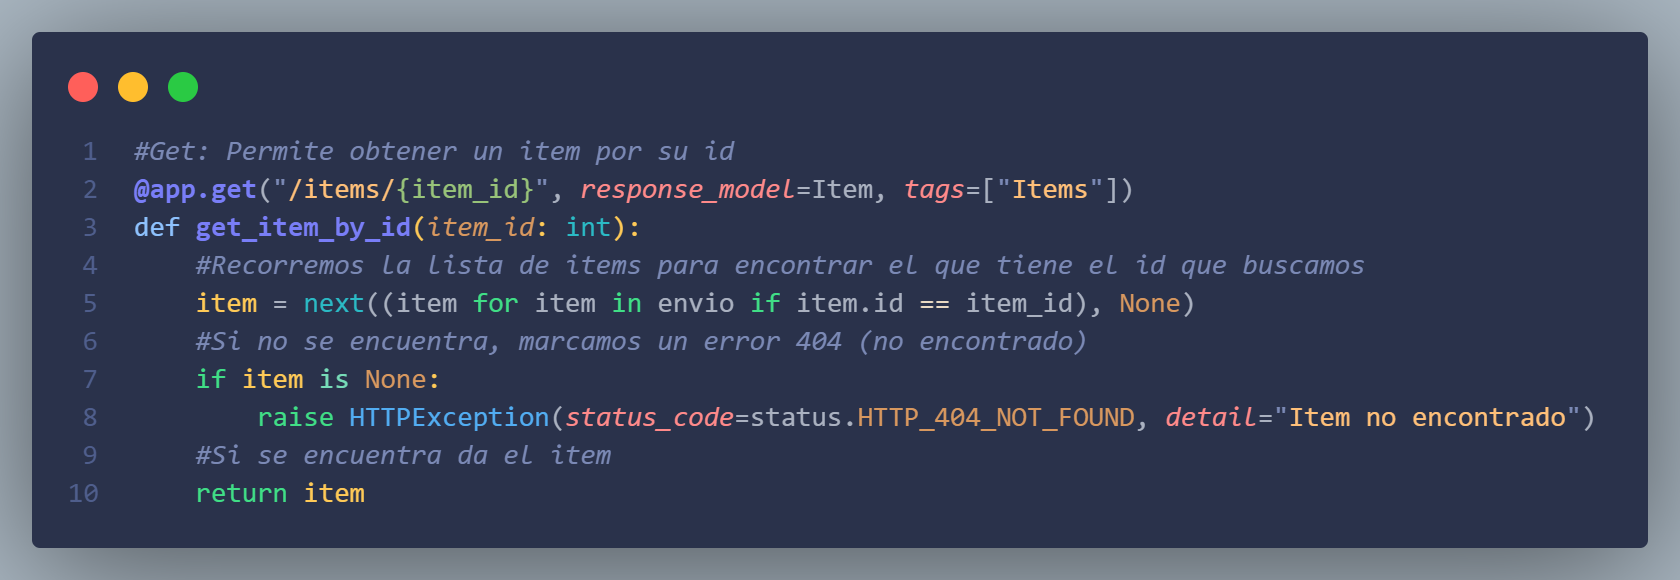 1 #Get: Permite obtener un item por su id
2 @app.get("/items/{item_id}", response_model=Item, tags=["Items"])
3 def get_item_by_id(item_id: int):
4     #Recorremos la lista de items para encontrar el que tiene el id que buscamos
5     item = next((item for item in envio if item.id == item_id), None)
6     #Si no se encuentra, marcamos un error 404 (no encontrado)
7     if item is None:
8         raise HTTPException(status_code=status.HTTP_404_NOT_FOUND, detail="Item no encontrado")
9     #Si se encuentra da el item
10     return item